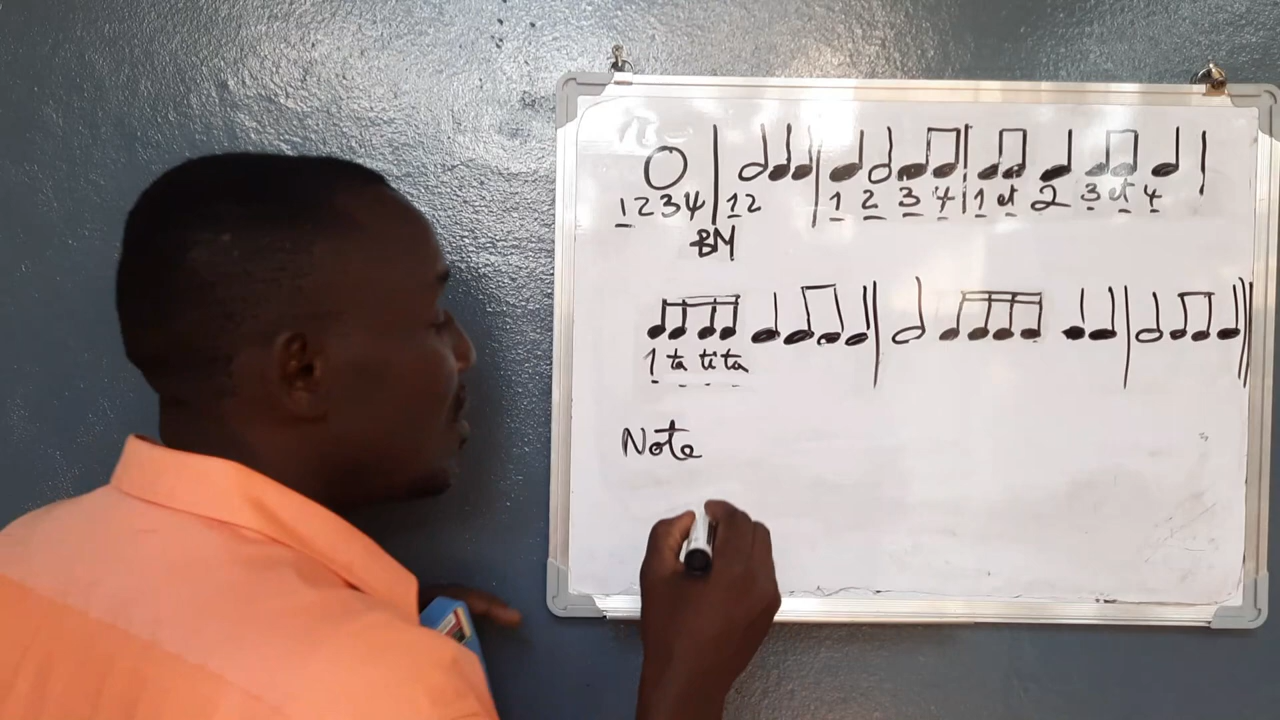 1 2 3 4 | 1 2 | 1 2 3 4 | 1 et 2 3 et 4 |
BM
1 ta ti ta
Note